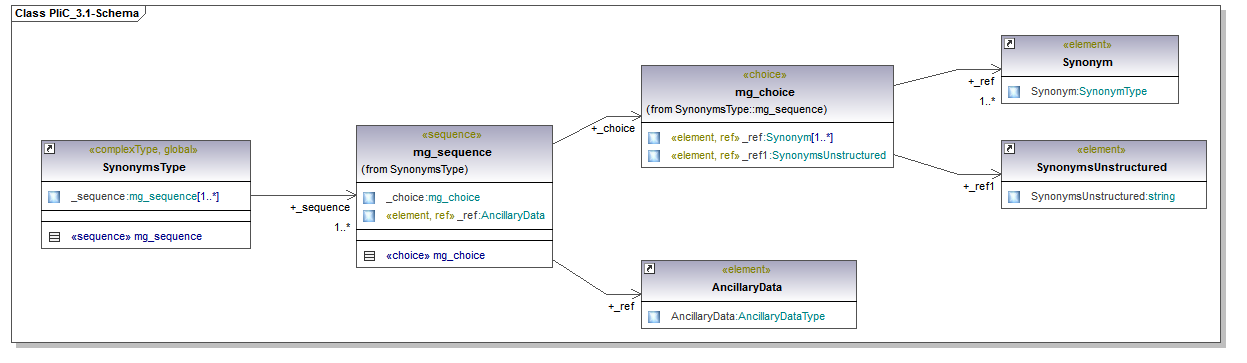 Class PliC_3.1-Schema
«complexType, global»
SynonymsType
_sequence:mg_sequence[1..*]
«sequence» mg_sequence
+_sequence
1..*
«sequence»
mg_sequence
(from SynonymsType)
_choice:mg_choice
«element, ref» _ref:AncillaryData
«choice» mg_choice
+_choice
+_ref
«choice»
mg_choice
(from SynonymsType::mg_sequence)
«element, ref» _ref:Synonym[1..*]
«element, ref» _ref1:SynonymsUnstructured
+_ref
1..*
+_ref1
«element»
Synonym
Synonym:SynonymType
«element»
SynonymsUnstructured
SynonymsUnstructured:string
«element»
AncillaryData
AncillaryData:AncillaryDataType